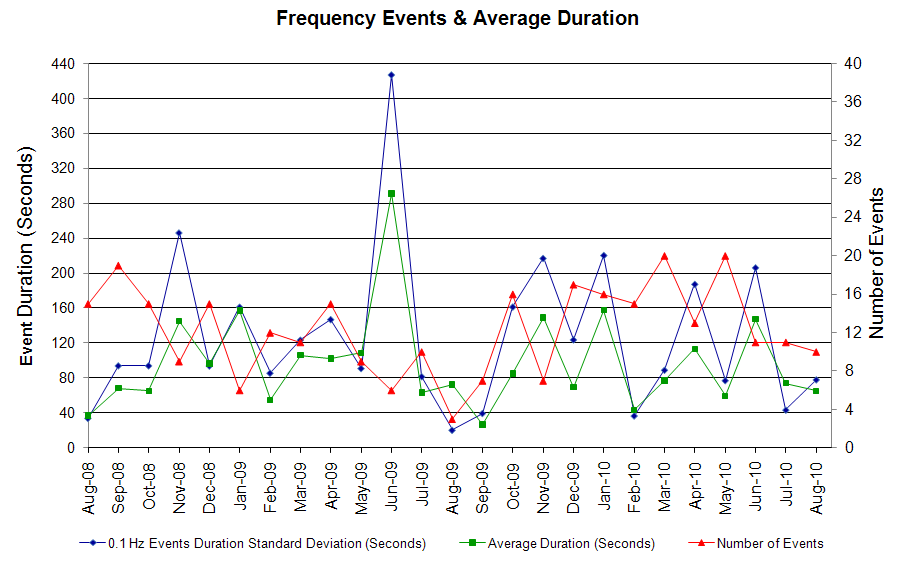 Frequency Events & Average Duration
Event Duration (Seconds)
440
400
360
320
280
240
200
160
120
80
40
0
40
36
32
28
24
20
16
12
8
4
0
Number of Events
Aug-08
Sep-08
Oct-08
Nov-08
Dec-08
Jan-09
Feb-09
Mar-09
Apr-09
May-09
Jun-09
Jul-09
Aug-09
Sep-09
Oct-09
Nov-09
Dec-09
Jan-10
Feb-10
Mar-10
Apr-10
May-10
Jun-10
Jul-10
Aug-10
0.1 Hz Events Duration Standard Deviation (Seconds) Average Duration (Seconds) Number of Events